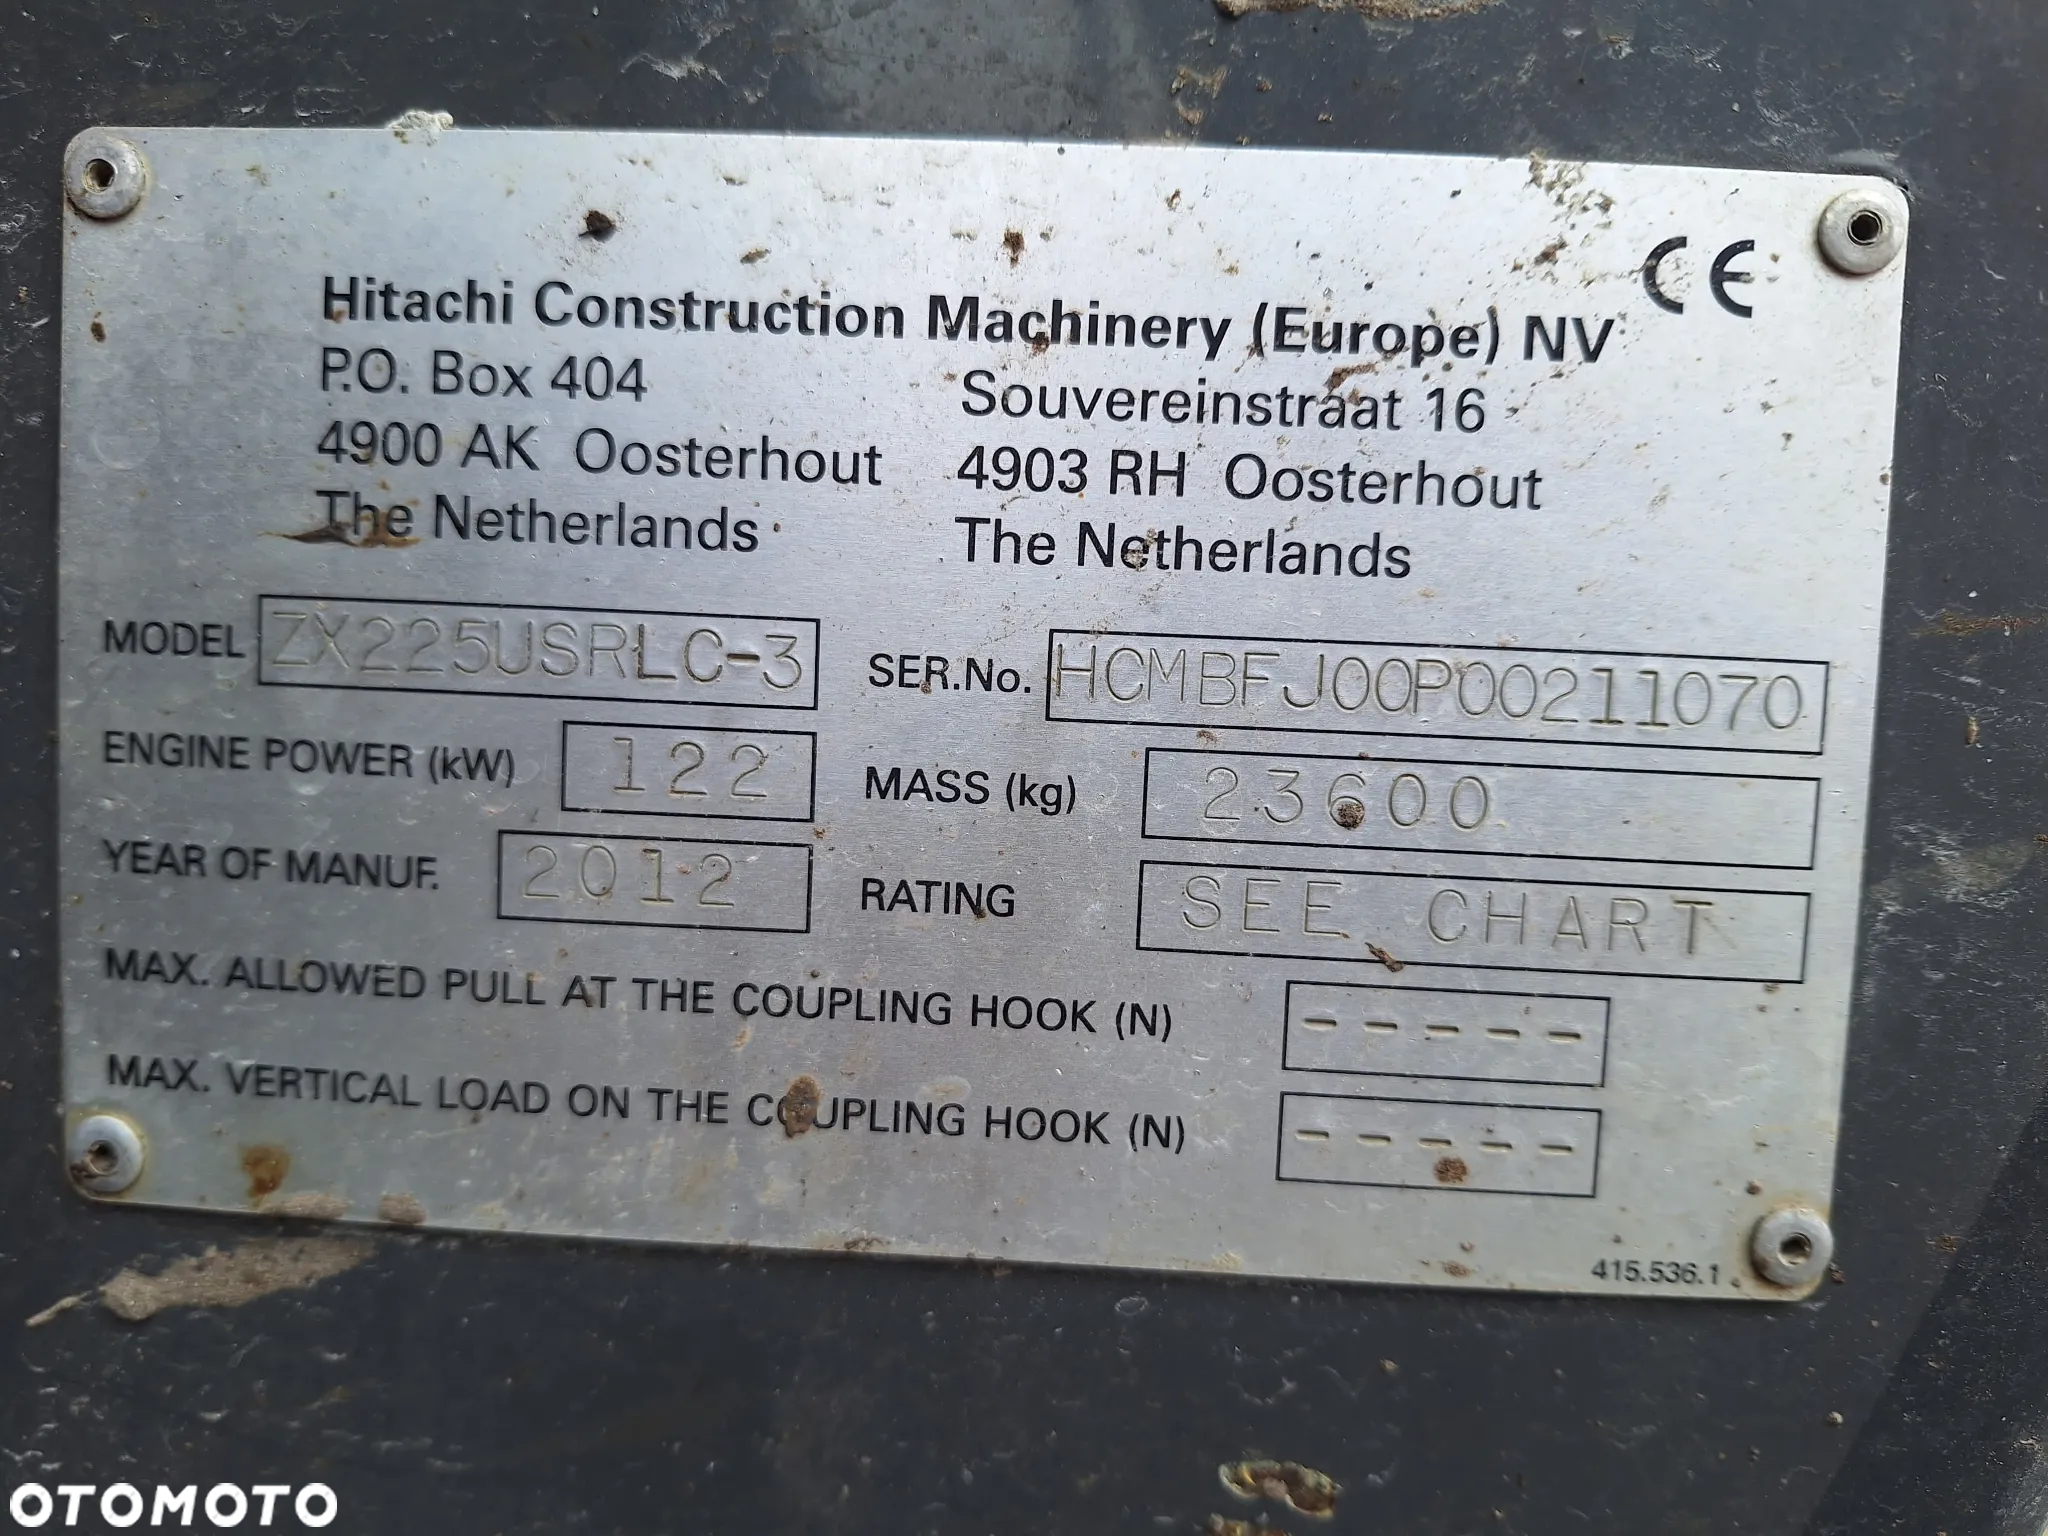 CE
Hitachi Construction Machinery (Europe) NV
P.O. Box 404 Souvereinstraat 16
4900 AK Oosterhout 4903 RH Oosterhout
The Netherlands The Netherlands
MODEL ZX225USRLC-3 SER.No. HCMBFJ00P00211070
ENGINE POWER (kW) 122 MASS (kg) 23600
YEAR OF MANUF. 2012 RATING SEE CHART
MAX. ALLOWED PULL AT THE COUPLING HOOK (N) -----
MAX. VERTICAL LOAD ON THE COUPLING HOOK (N) -----
415.536.1
OTOMOTO